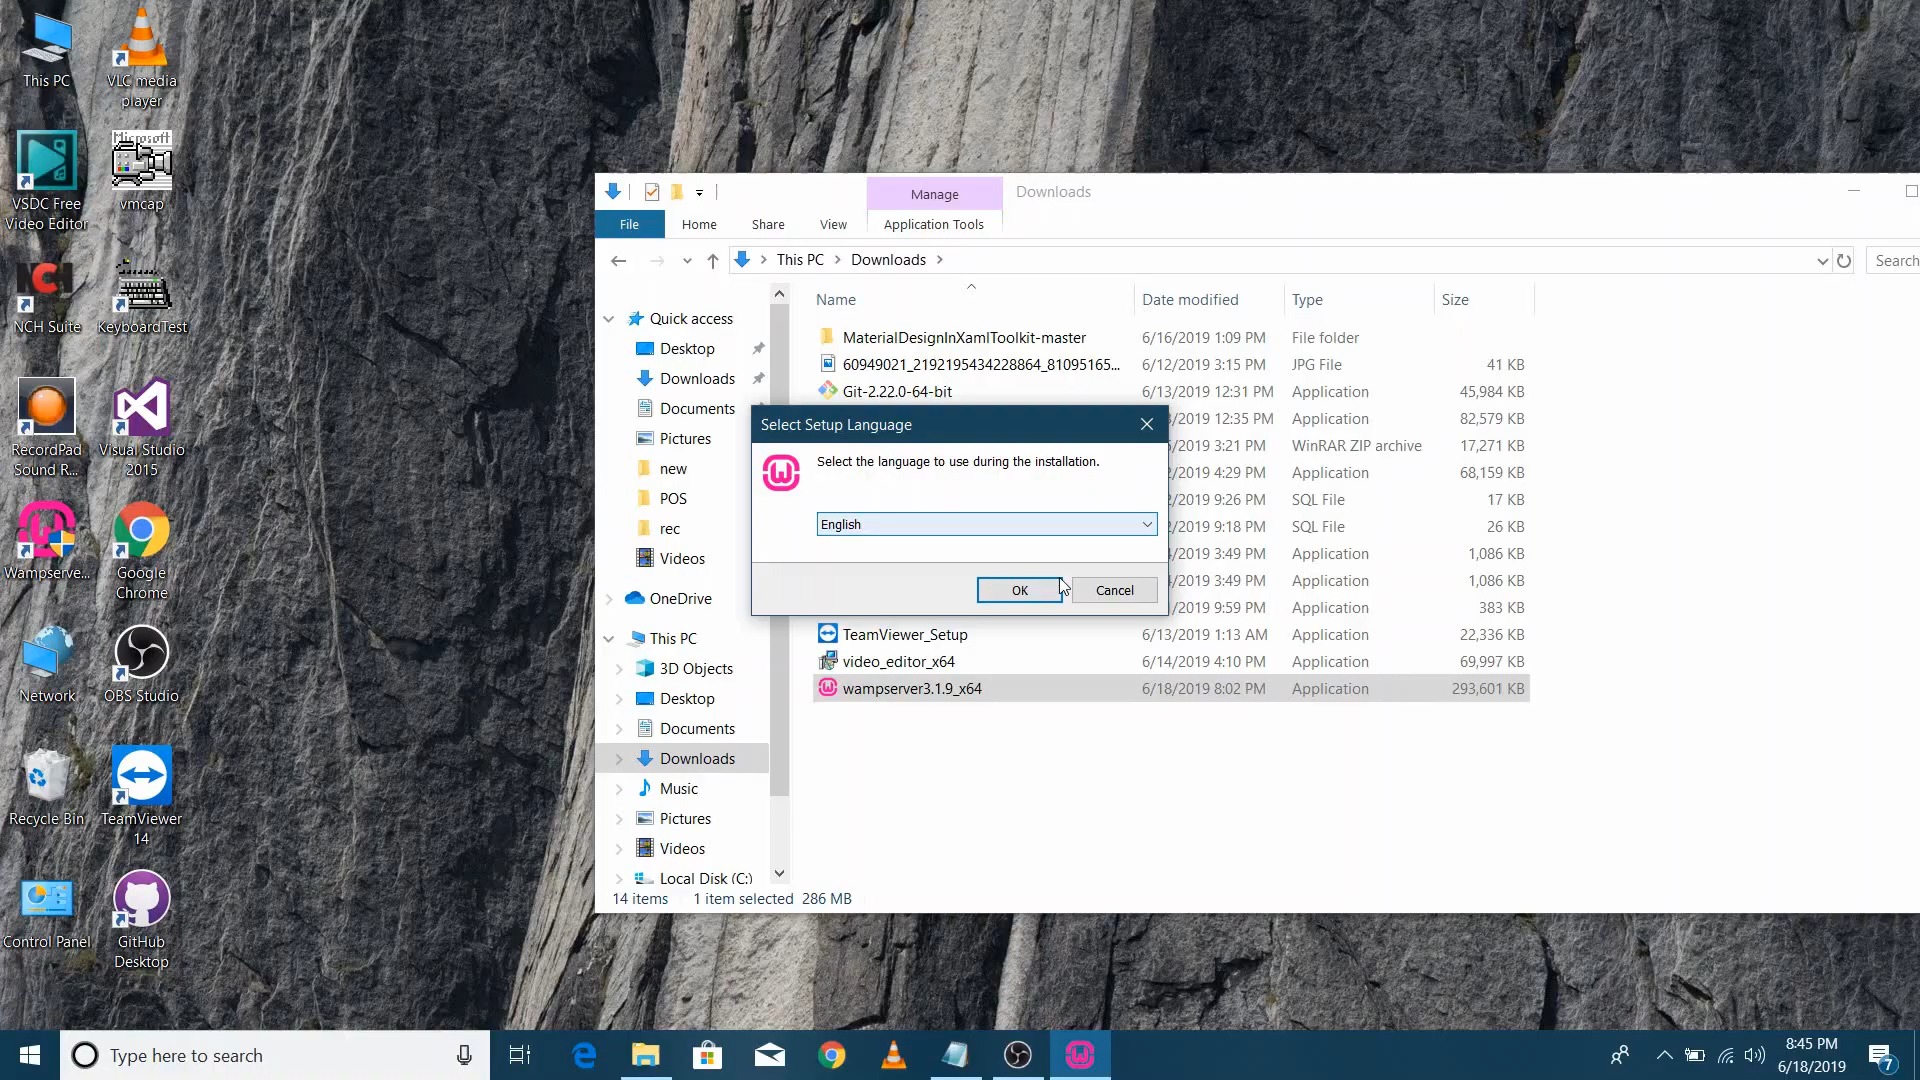 This PC
VLC media
player
VSDC Free
Video Editor
Microsoft
vmcap
NCH
NCH Suite
KeyboardTest
RecordPad
Sound R...
Visual Studio
2015
Wampserve...
Google
Chrome
Network
OBS Studio
Recycle Bin
TeamViewer
14
Control Panel
GitHub
Desktop
Manage
Downloads
File
Home
Share
View
Application Tools
This PC
Downloads
Search
Name
Date modified
Type
Size
Quick access
Desktop
Downloads
Documents
Pictures
new
POS
rec
Videos
OneDrive
This PC
3D Objects
Desktop
Documents
Downloads
Music
Pictures
Videos
Local Disk (C:)
MaterialDesignInXamlToolkit-master 6/16/2019 1:09 PM File folder
60949021_2192195434228864_81095165... 6/12/2019 3:15 PM JPG File 41 KB
Git-2.22.0-64-bit 6/13/2019 12:31 PM Application 45,984 KB
/2019 12:35 PM Application 82,579 KB
/2019 3:21 PM WinRAR ZIP archive 17,271 KB
/2019 4:29 PM Application 68,159 KB
/2019 9:26 PM SQL File 17 KB
/2019 9:18 PM SQL File 26 KB
/2019 3:49 PM Application 1,086 KB
/2019 3:49 PM Application 1,086 KB
/2019 9:59 PM Application 383 KB
TeamViewer_Setup 6/13/2019 1:13 AM Application 22,336 KB
video_editor_x64 6/14/2019 4:10 PM Application 69,997 KB
wampserver3.1.9_x64 6/18/2019 8:02 PM Application 293,601 KB
Select Setup Language
Select the language to use during the installation.
English
OK
Cancel
14 items 1 item selected 286 MB
Type here to search
8:45 PM
6/18/2019
7